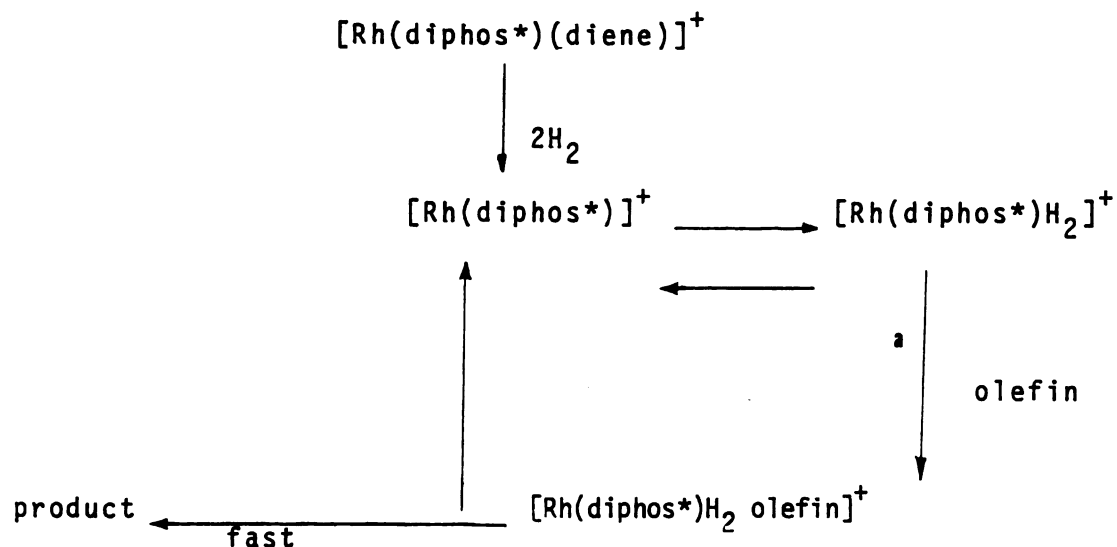 [Rh(diphos*)(diene)]⁺
2H₂
[Rh(diphos*)]⁺
[Rh(diphos*)H₂]⁺
a
olefin
product
[Rh(diphos*)H₂ olefin]⁺
fast